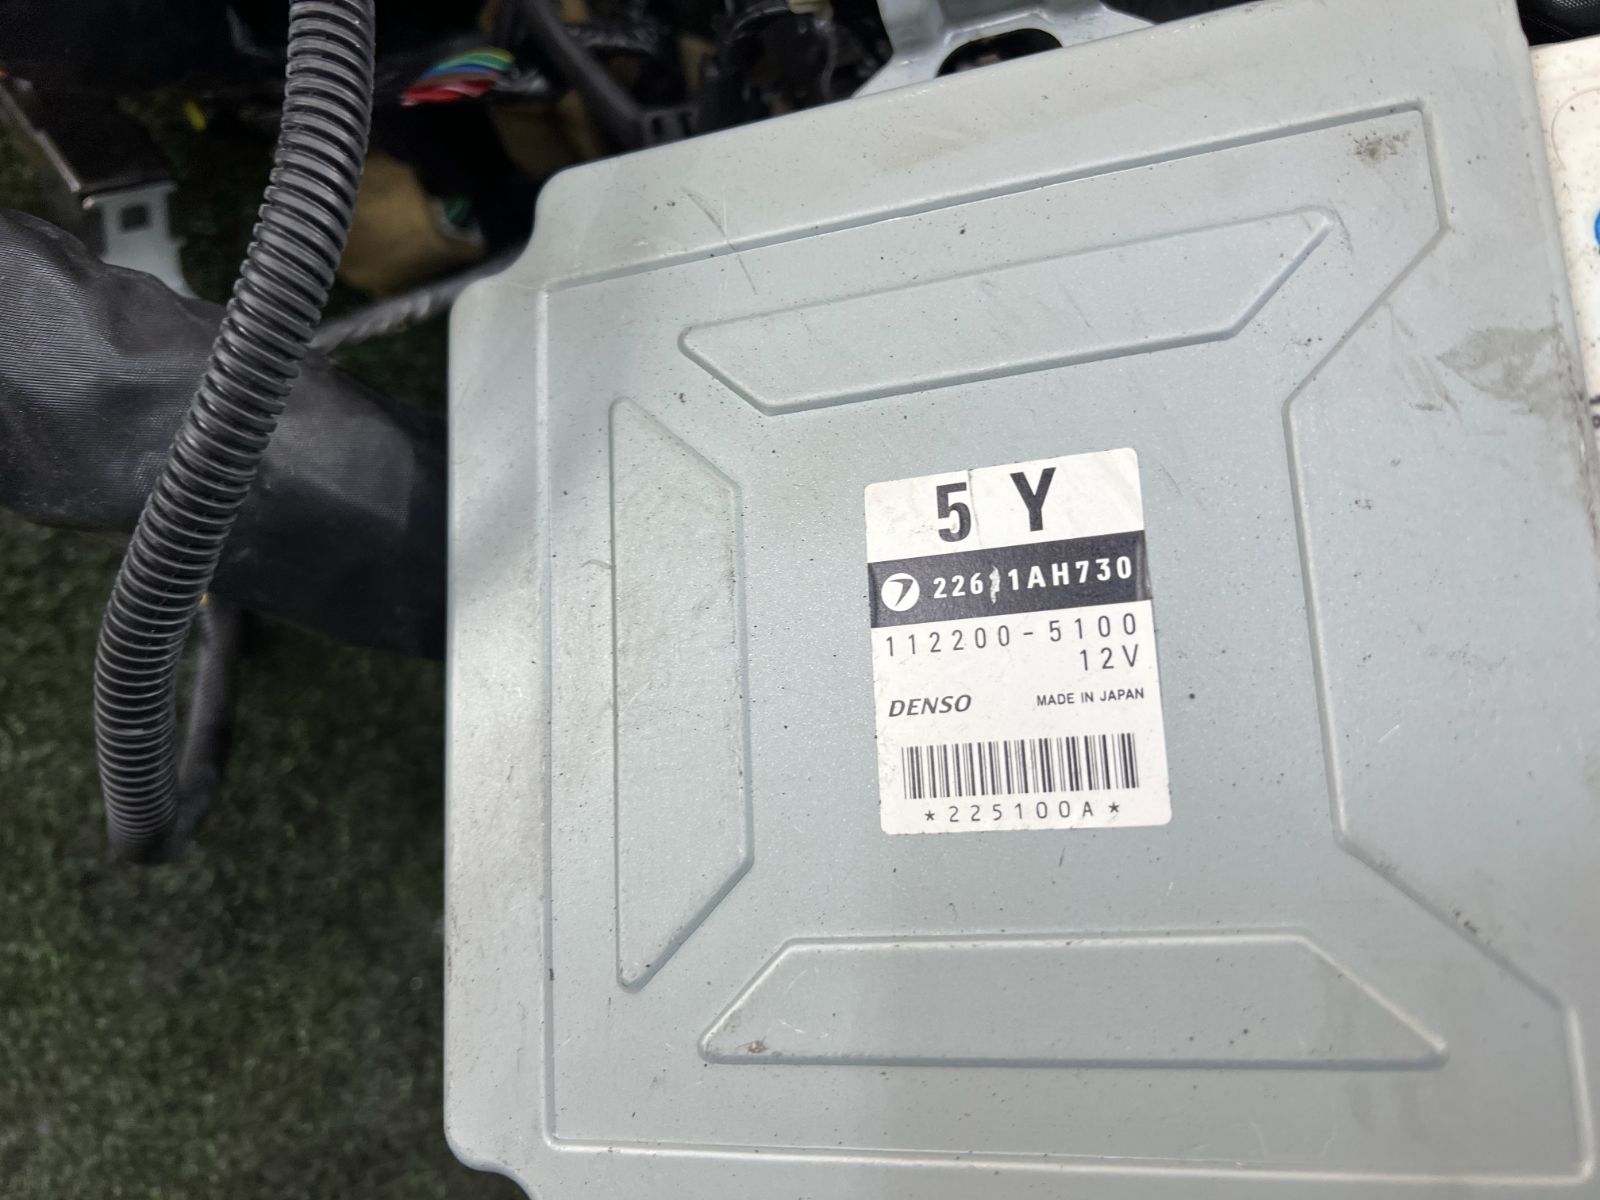 5 Y
22611AH730
112200-5100
12V
DENSO MADE IN JAPAN
*225100A*